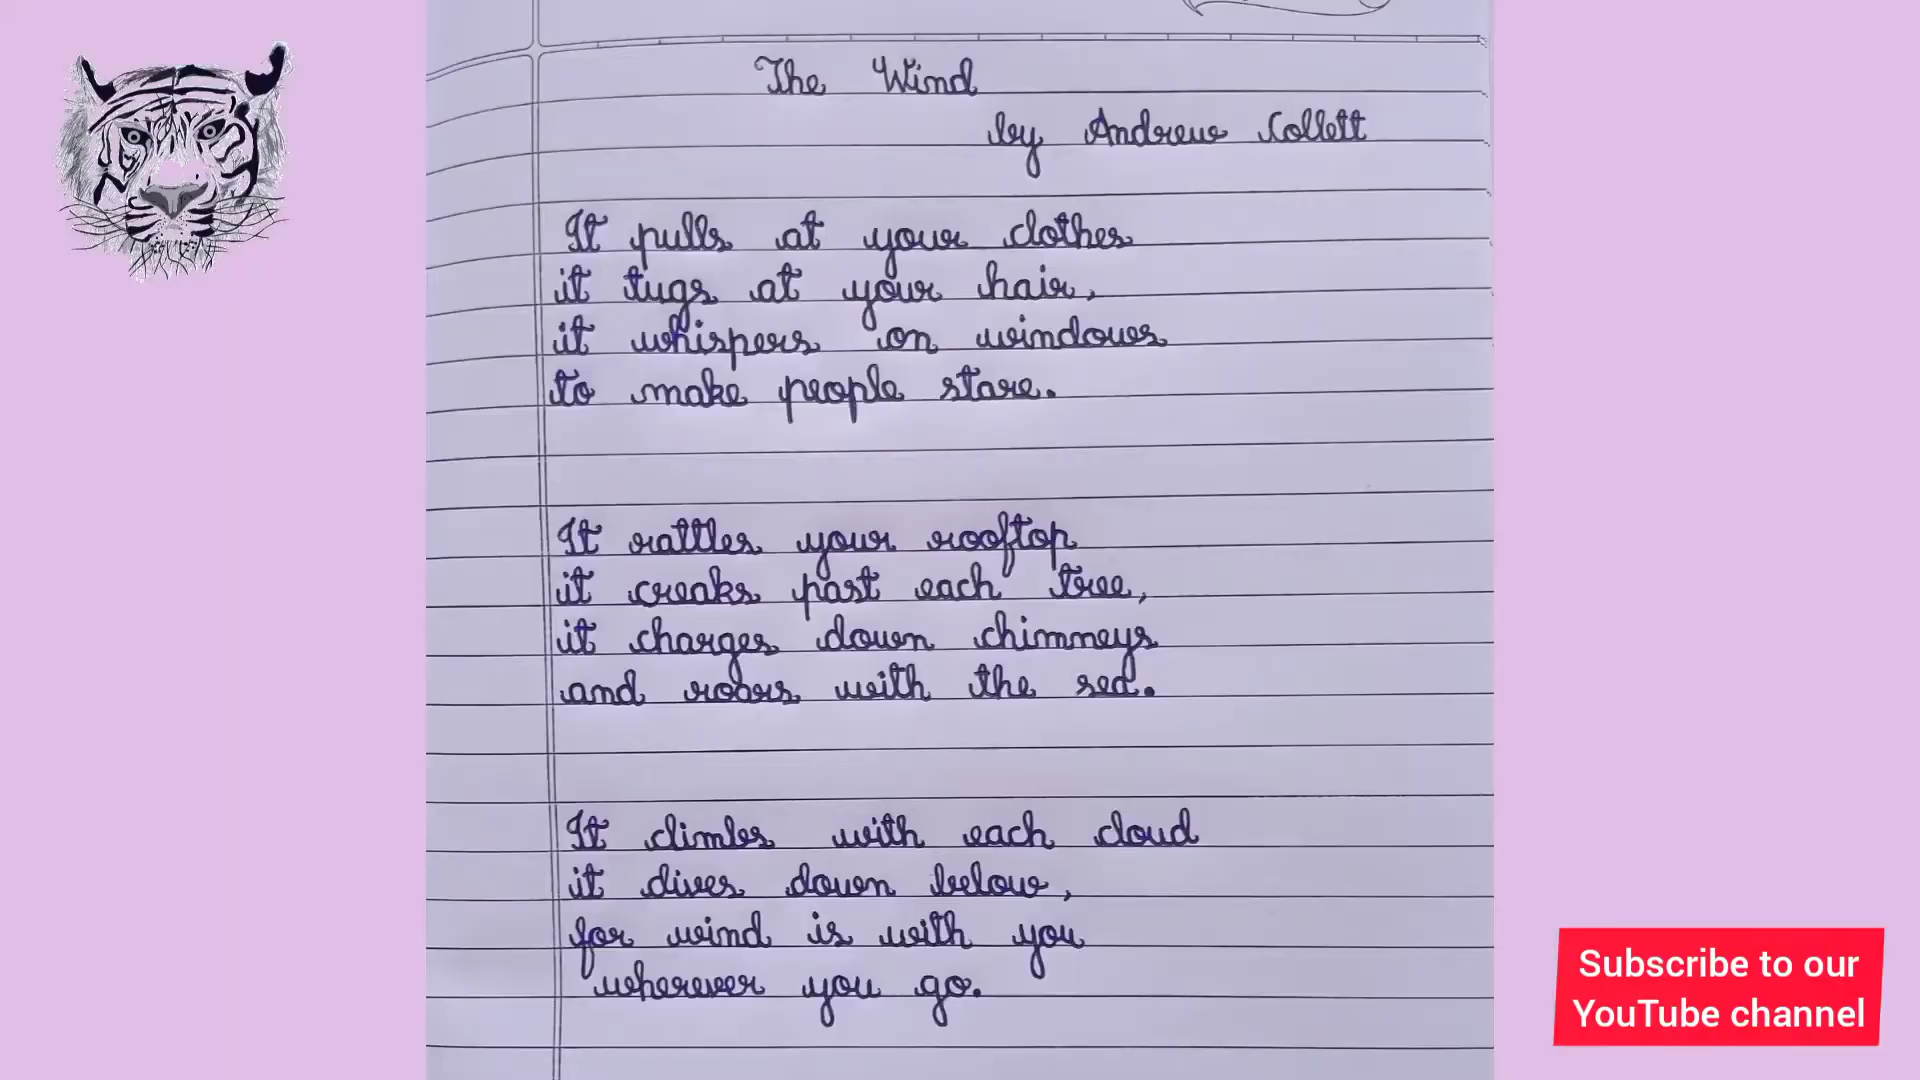 The Wind
by Andrew Collett
It pulls at your clothes
it tugs at your hair,
it whispers on windows
to make people stare.
It rattles your rooftop
it creaks past each tree,
it charges down chimneys
and roars with the sea.
It climbs with each cloud
it dives down below,
for wind is with you
wherever you go.
Subscribe to our
YouTube channel